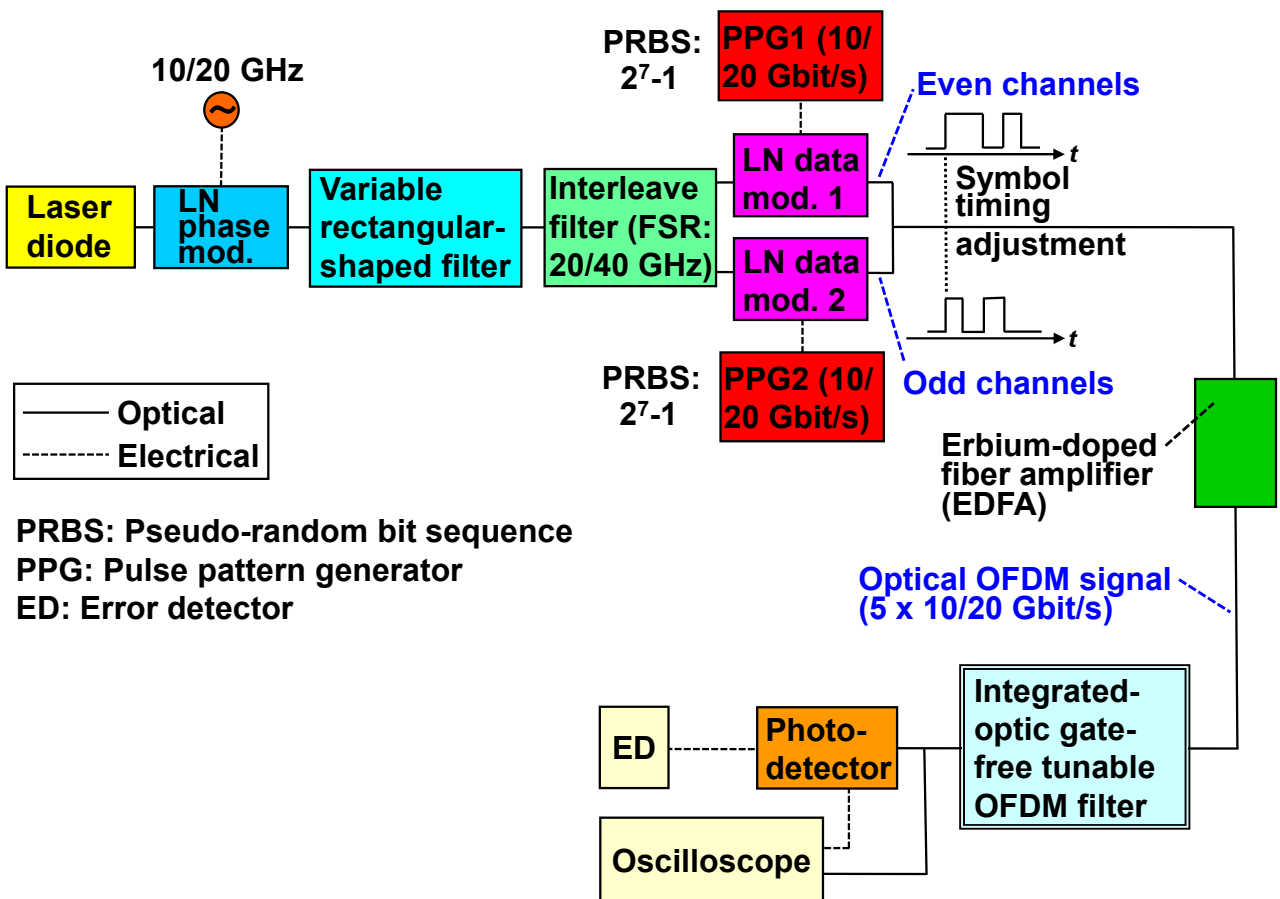 10/20 GHz
PRBS:
2⁷-1
PPG1 (10/
20 Gbit/s)
Even channels
t
Laser
diode
LN
phase
mod.
Variable
rectangular-
shaped filter
Interleave
filter (FSR:
20/40 GHz)
LN data
mod. 1
LN data
mod. 2
Symbol
timing
adjustment
t
PRBS:
2⁷-1
PPG2 (10/
20 Gbit/s)
Odd channels
Optical
Electrical
Erbium-doped
fiber amplifier
(EDFA)
PRBS: Pseudo-random bit sequence
PPG: Pulse pattern generator
ED: Error detector
Optical OFDM signal
(5 x 10/20 Gbit/s)
ED
Photo-
detector
Integrated-
optic gate-
free tunable
OFDM filter
Oscilloscope